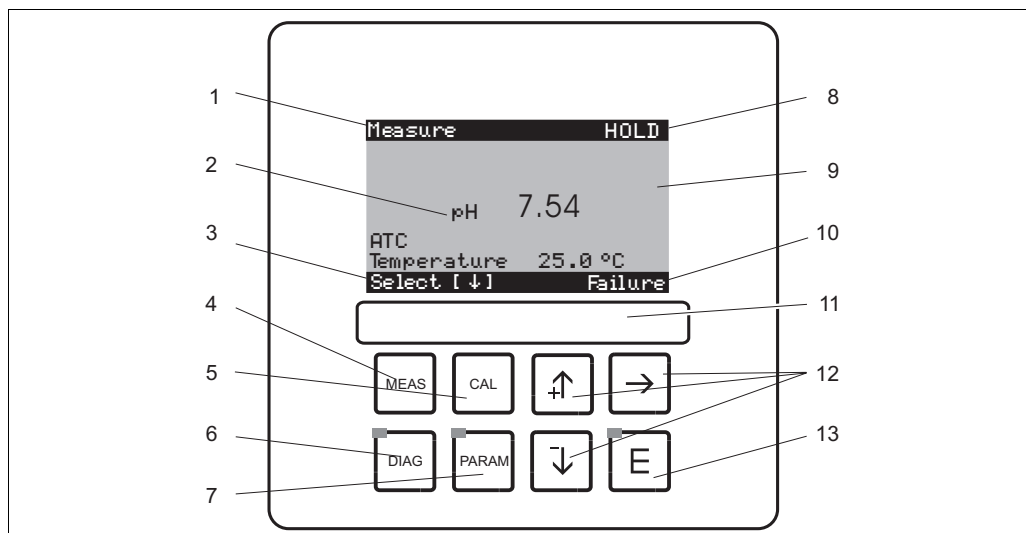 1
2
3
4
5
6
7
Measure HOLD
pH 7.54
ATC
Temperature 25.0 °C
Select [↓] Failure
MEAS CAL +↑ →
DIAG PARAM -↓ E
8
9
10
11
12
13